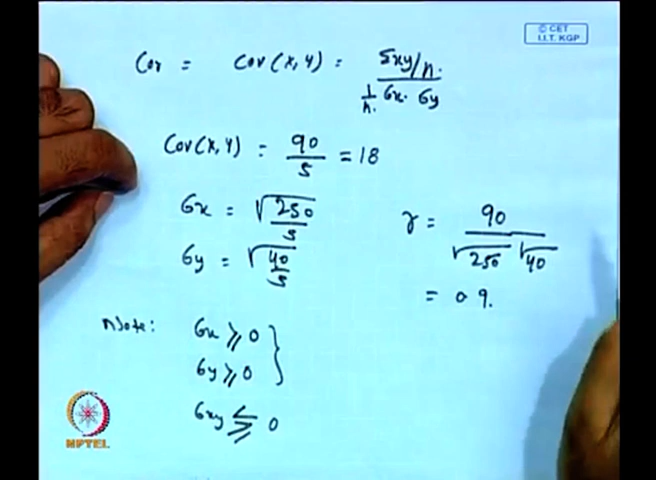 © CET
I.I.T. KGP
Cor = Cov(x,y) = Σxy/n. / 1/n. σx. σy
Cov(x,y) = 90/5 = 18
σx = √250/5
σy = √40/5
r = 90 / √250 √40
= 0 9.
Note: σx ≥ 0
σy ≥ 0 }
σxy ≤ ≥ 0
NPTEL